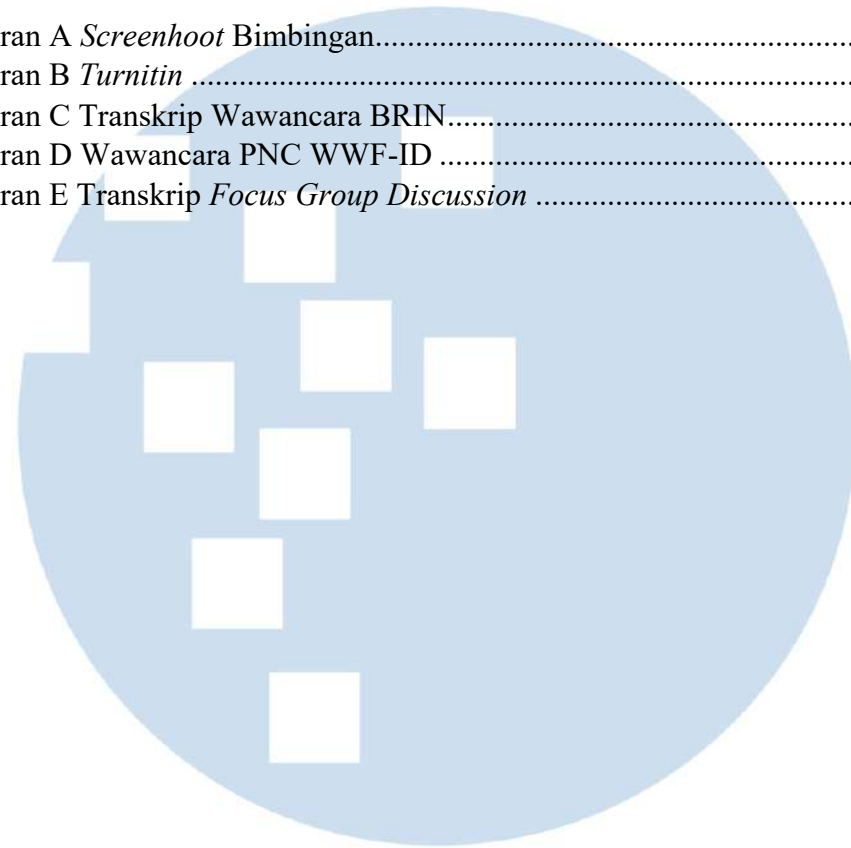 ran A Screenhoot Bimbingan..........................................................................
ran B Turnitin ....................................................................................................
ran C Transkrip Wawancara BRIN................................................................
ran D Wawancara PNC WWF-ID .................................................................
ran E Transkrip Focus Group Discussion ...................................................